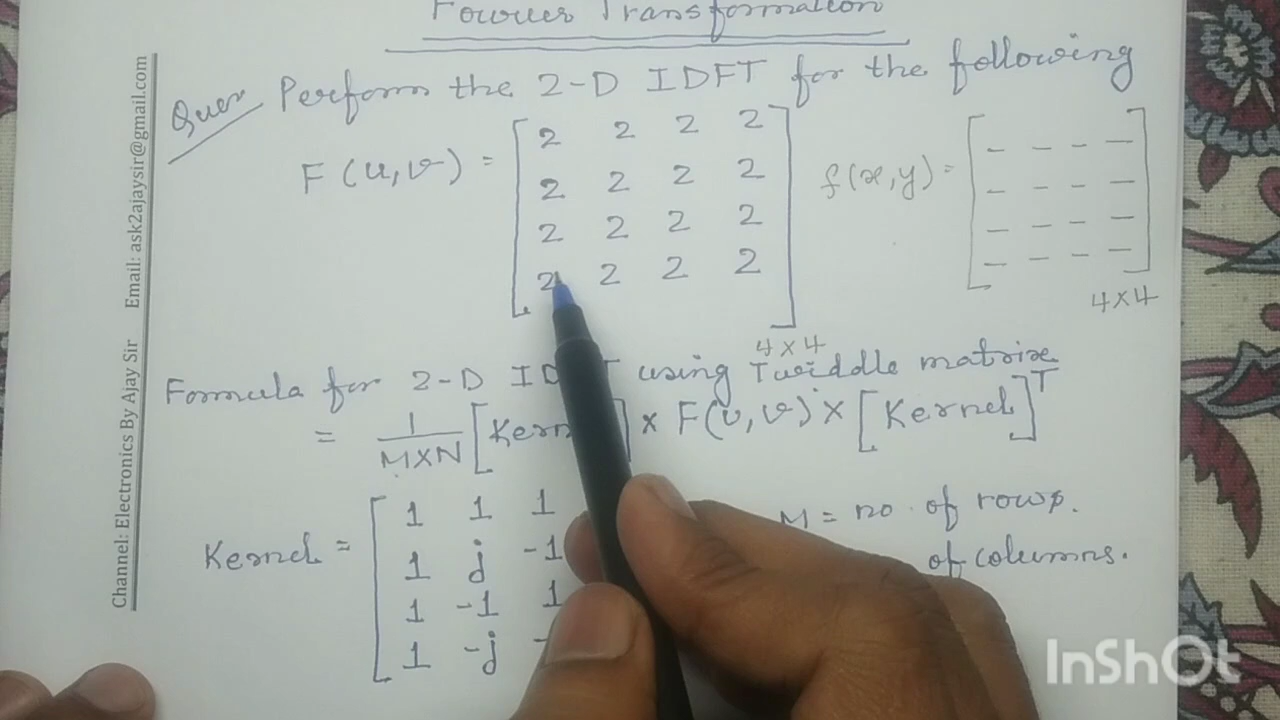 Fourier Transformation
Ques Perform the 2-D IDFT for the following
F(u,v) = [2 2 2 2
2 2 2 2
2 2 2 2
2 2 2 2] 4×4
f(x,y) = [– – – –
– – – –
– – – –
– – – –] 4×4
Formula for 2-D ID T using Twiddle matrix
= 1/M×N [Kern ] × F(u,v) × [Kernel]T
Kernel = [1 1 1
1 j -1
1 -1 1
1 -j -
M = no. of rows.
of columns.
Channel: Electronics By Ajay Sir Email: ask2ajaysir@gmail.com
InShOt